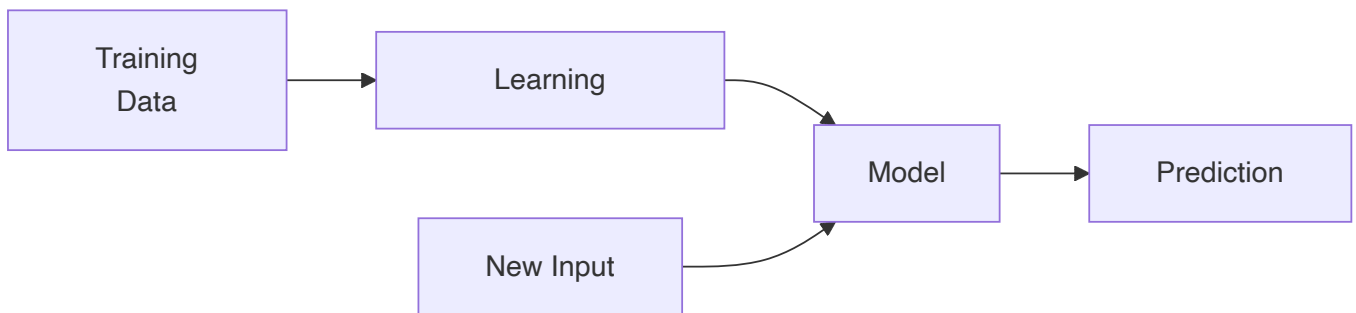 Training
Data
Learning
Model
Prediction
New Input